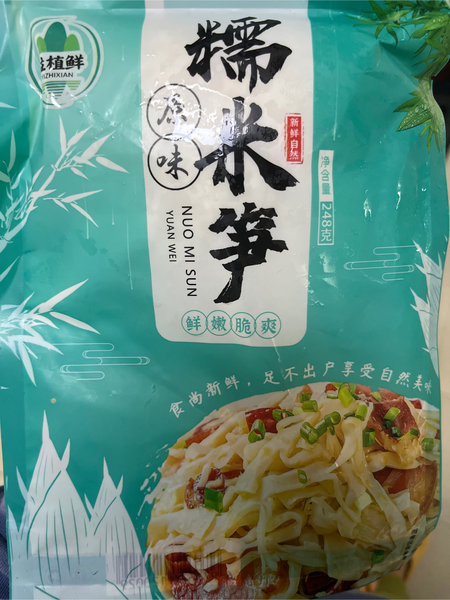 植鲜
ZHIXIAN
原味
糯米笋
NUO MI SUN
YUAN WEI
新鲜自然
净含量
248克
鲜嫩脆爽
食尚新鲜，足不出户享受自然美味